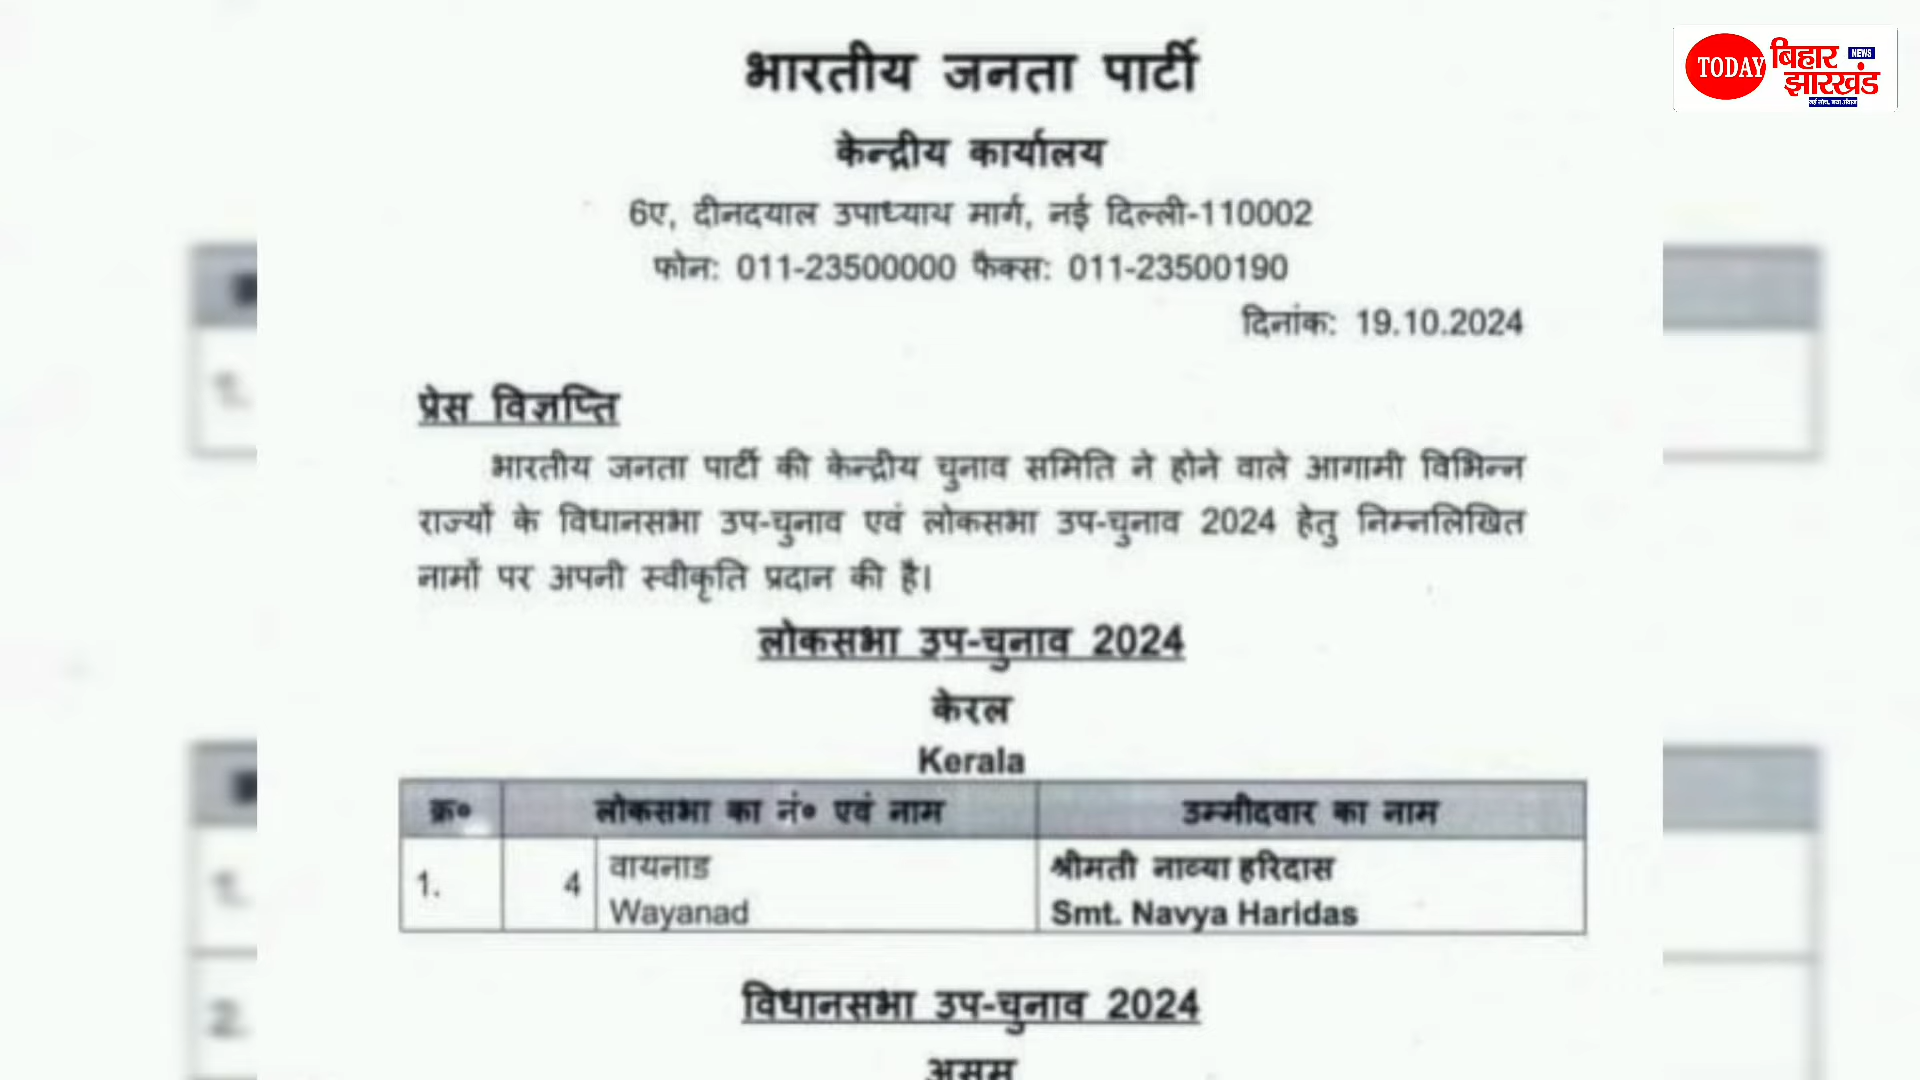 भारतीय जनता पार्टी
TODAY बिहार NEWS
झारखंड
केन्द्रीय कार्यालय
6ए, दीनदयाल उपाध्याय मार्ग, नई दिल्ली-110002
फोन: 011-23500000 फैक्स: 011-23500190
दिनांक: 19.10.2024
प्रेस विज्ञप्ति
भारतीय जनता पार्टी की केन्द्रीय चुनाव समिति ने होने वाले आगामी विभिन्न
राज्यों के विधानसभा उप-चुनाव एवं लोकसभा उप-चुनाव 2024 हेतु निम्नलिखित
नामों पर अपनी स्वीकृति प्रदान की है।
लोकसभा उप-चुनाव 2024
केरल
Kerala
क्र० लोकसभा का नं० एवं नाम उम्मीदवार का नाम
1. 4 वायनाड श्रीमती नाव्या हरिदास
Wayanad Smt. Navya Haridas
विधानसभा उप-चुनाव 2024
असम